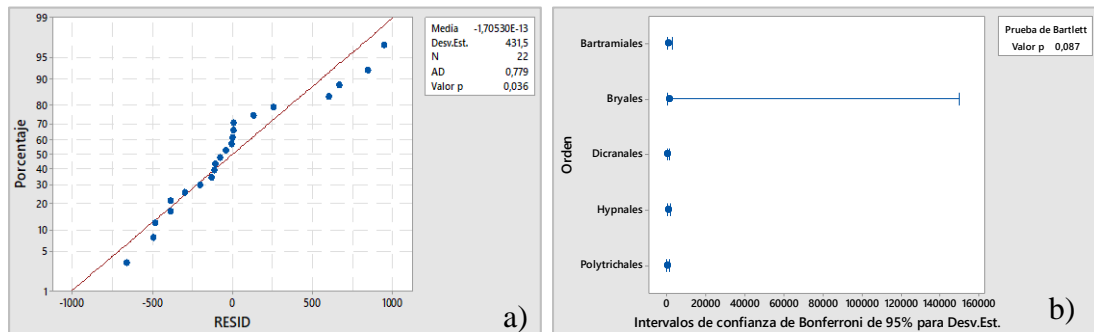 99
95
90
80
70
60
50
40
30
20
10
5
1
Porcentaje
-1000 -500 0 500 1000
RESID
Media -1,70530E-13
Desv.Est. 431,5
N 22
AD 0,779
Valor p 0,036
a)
Bartramiales
Bryales
Dicranales
Hypnales
Polytrichales
Orden
0 20000 40000 60000 80000 100000 120000 140000 160000
Intervalos de confianza de Bonferroni de 95% para Desv.Est.
Prueba de Bartlett
Valor p 0,087
b)